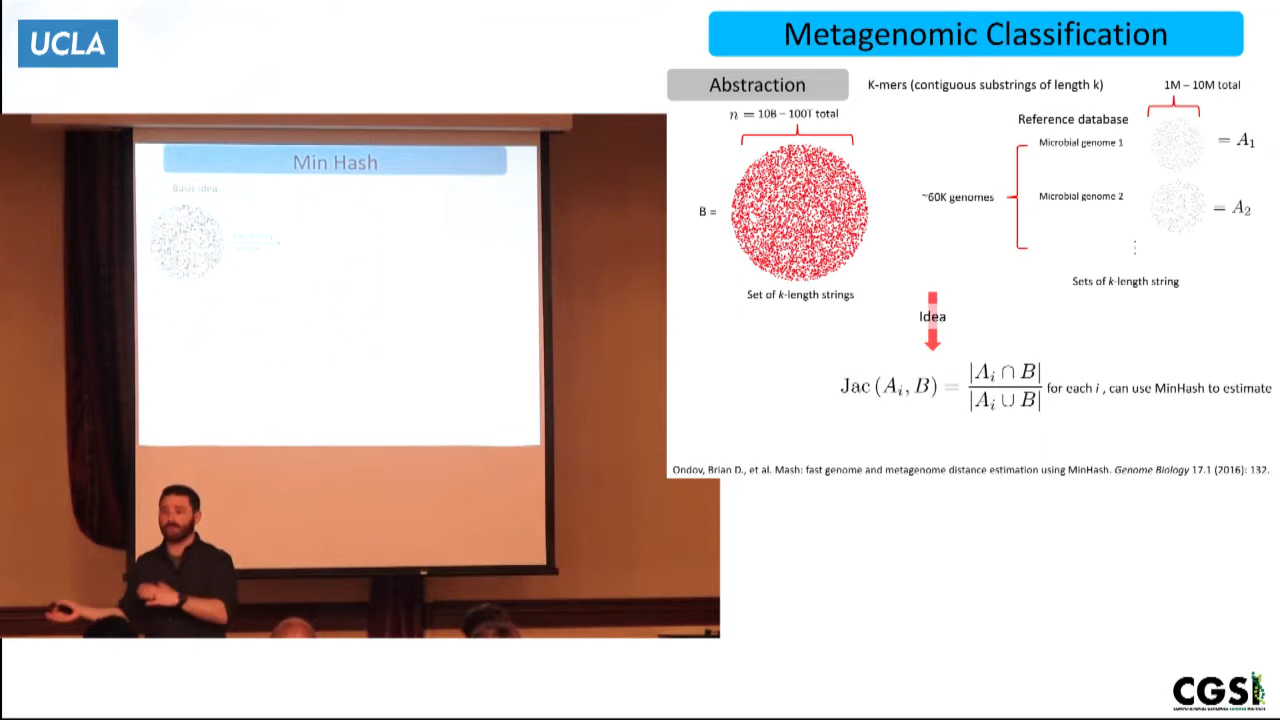 UCLA
Metagenomic Classification
Abstraction
K-mers (contiguous substrings of length k)
1M – 10M total
n = 10B – 100T total
Reference database
Microbial genome 1
= A₁
~60K genomes
Microbial genome 2
B =
= A₂
⋮
Set of k-length strings
Sets of k-length string
Idea
Jac (Aᵢ, B) = |Aᵢ ∩ B| / |Aᵢ ∪ B| for each i , can use MinHash to estimate
Ondov, Brian D., et al. Mash: fast genome and metagenome distance estimation using MinHash. Genome Biology 17.1 (2016): 132.
Min Hash
Basic idea
CGSI